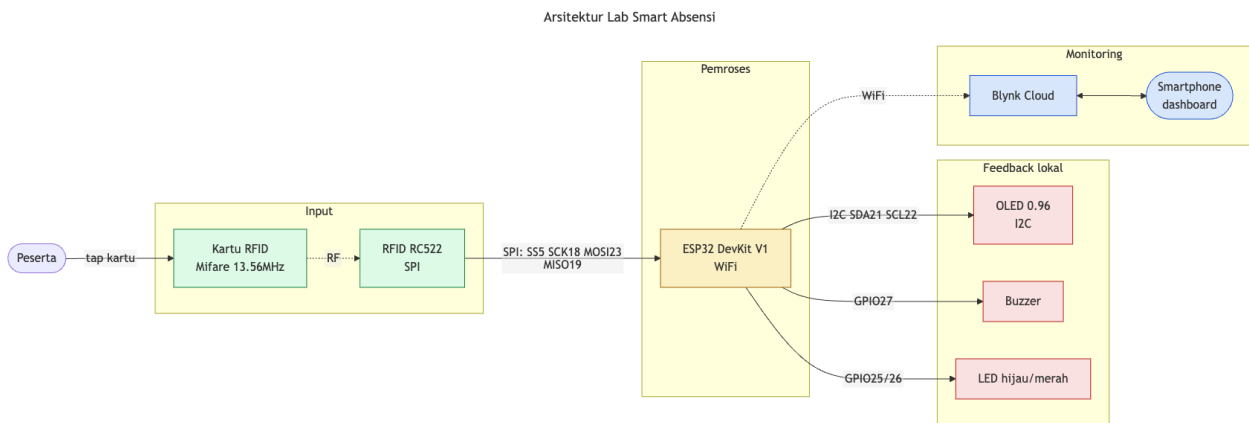 Arsitektur Lab Smart Absensi
Peserta
tap kartu
Input
Kartu RFID
Mifare 13.56MHz
RF
RFID RC522
SPI
SPI: SS5 SCK18 MOSI23
MISO19
Pemroses
ESP32 DevKit V1
WiFi
WiFi
I2C SDA21 SCL22
GPIO27
GPIO25/26
Monitoring
Blynk Cloud
Smartphone
dashboard
Feedback lokal
OLED 0.96
I2C
Buzzer
LED hijau/merah